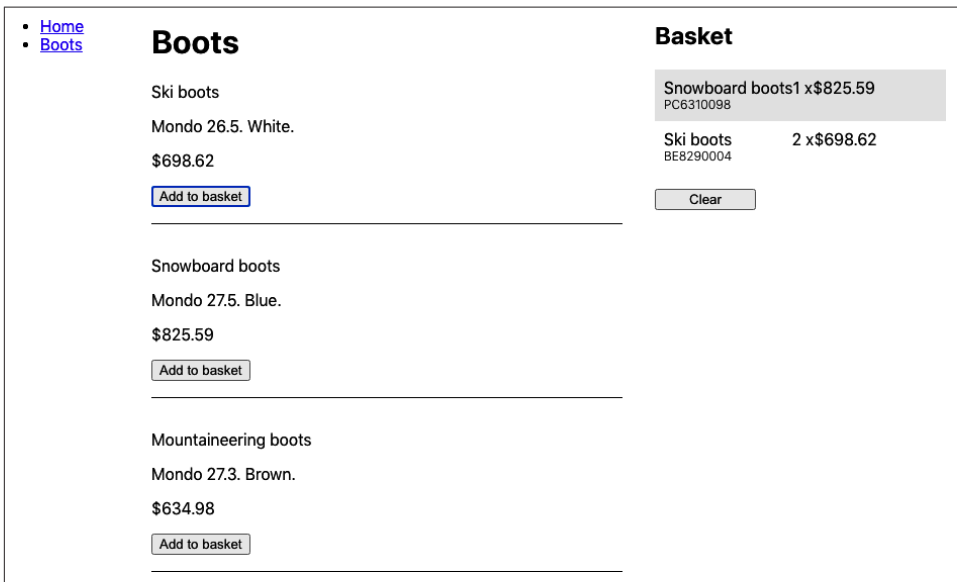 Home
Boots
Boots
Ski boots
Mondo 26.5. White.
$698.62
Add to basket
Snowboard boots
Mondo 27.5. Blue.
$825.59
Add to basket
Mountaineering boots
Mondo 27.3. Brown.
$634.98
Add to basket
Basket
Snowboard boots1 x$825.59
PC6310098
Ski boots 2 x$698.62
BE8290004
Clear